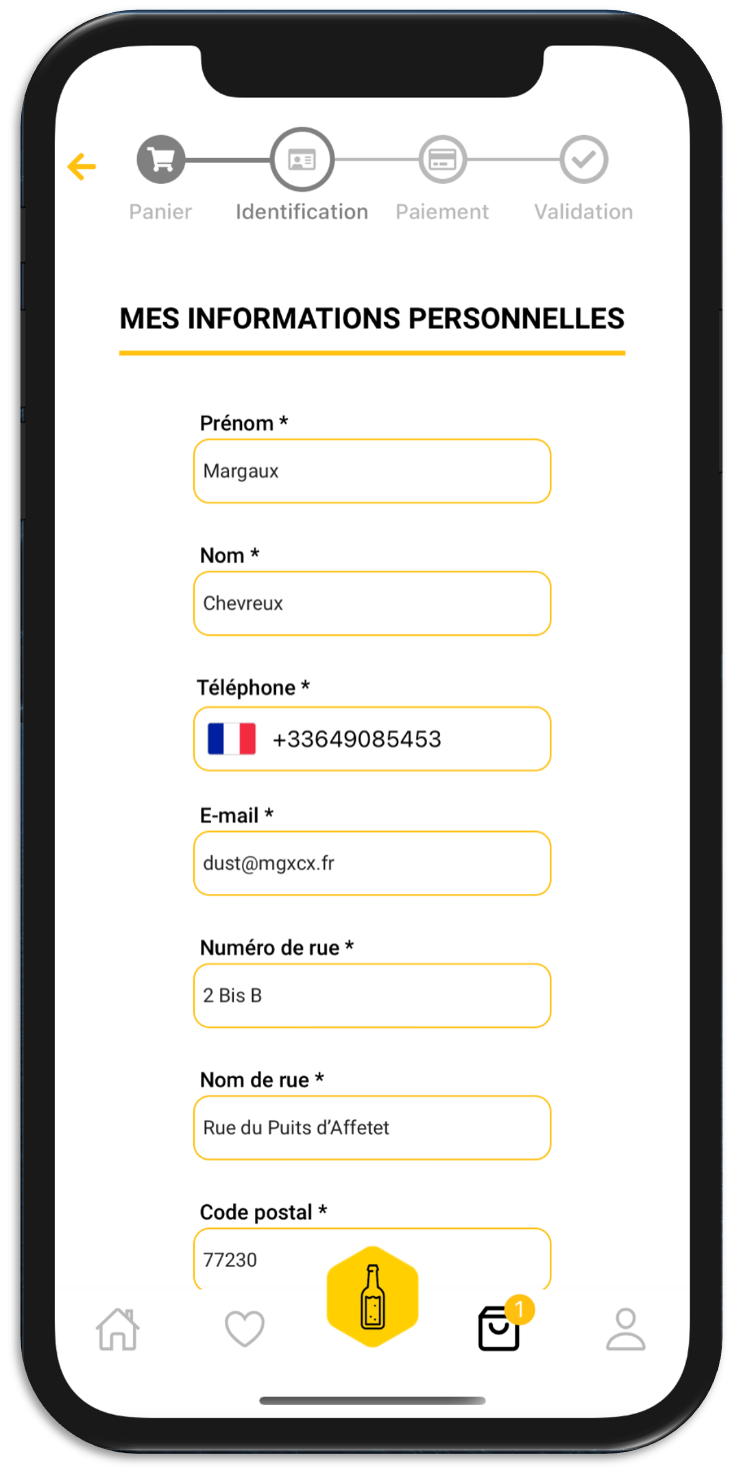 Panier
Identification
Paiement
Validation
MES INFORMATIONS PERSONNELLES
Prénom *
Margaux
Nom *
Chevreux
Téléphone *
+33649085453
E-mail *
dust@mgxcx.fr
Numéro de rue *
2 Bis B
Nom de rue *
Rue du Puits d’Affetet
Code postal *
77230
1